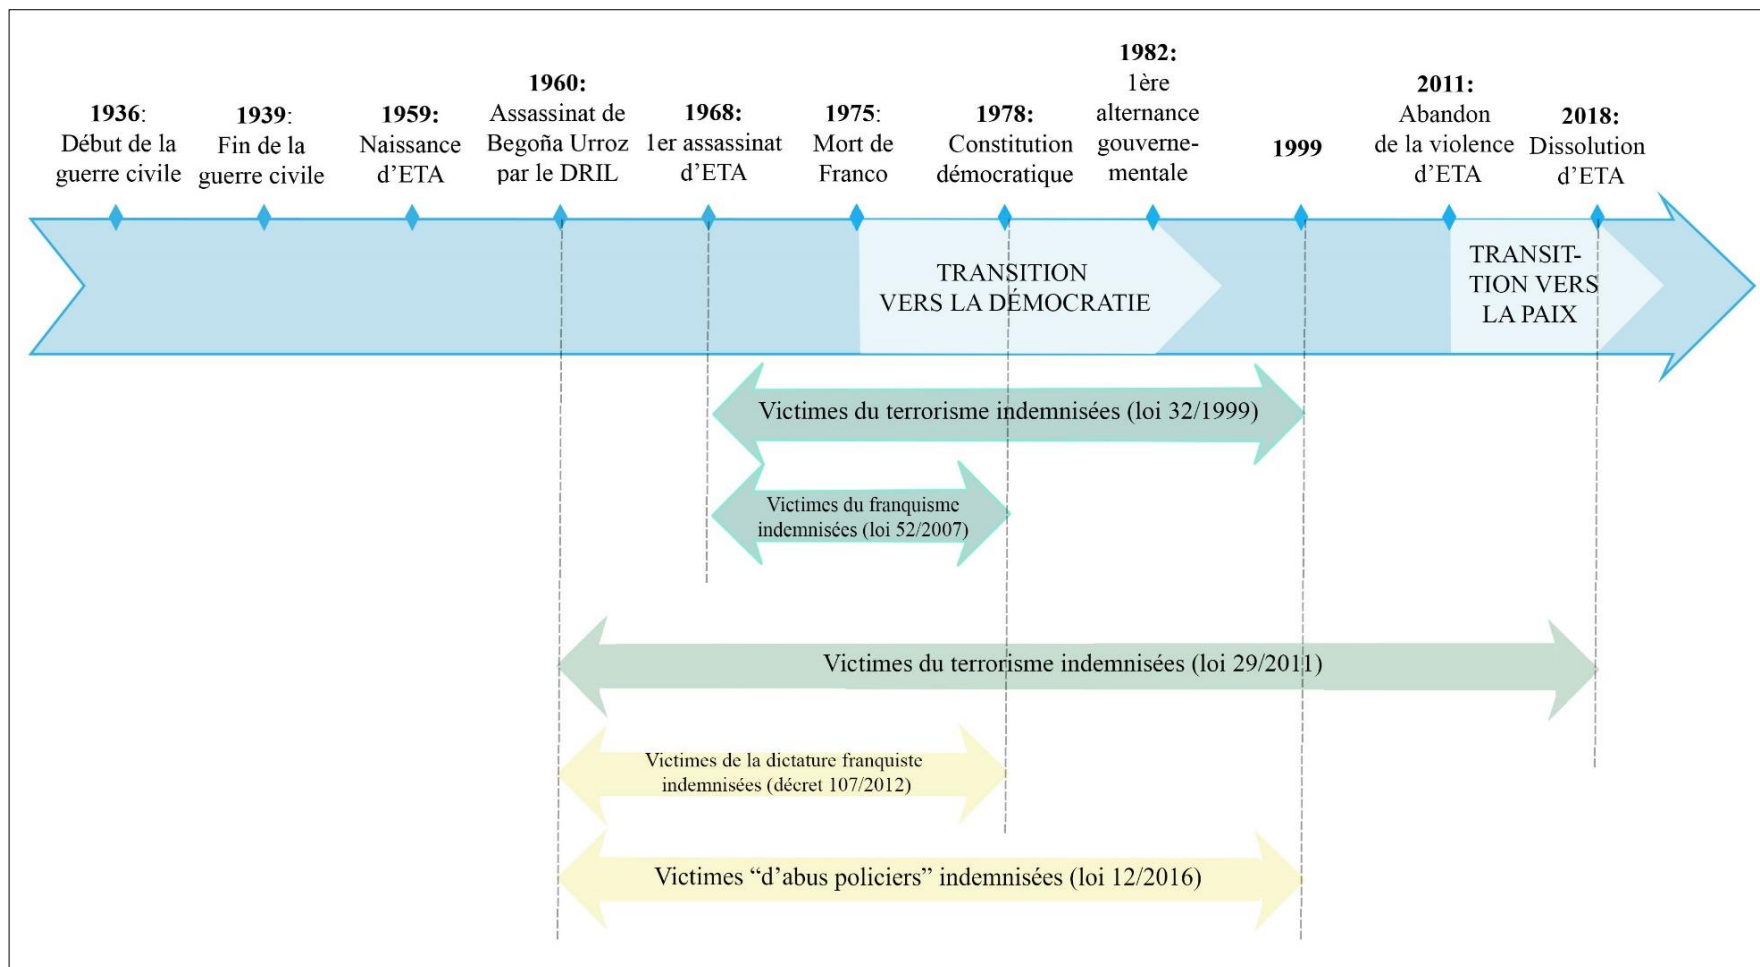 1936:
Début de la
guerre civile
1939:
Fin de la
guerre civile
1959:
Naissance
d’ETA
1960:
Assassinat de
Begoña Urroz
par le DRIL
1968:
1er assassinat
d’ETA
1975:
Mort de
Franco
1978:
Constitution
démocratique
1982:
1ère
alternance
gouverne-
mentale
1999
2011:
Abandon
de la violence
d’ETA
2018:
Dissolution
d’ETA
TRANSITION
VERS LA DÉMOCRATIE
TRANSIT-
TION VERS
LA PAIX
Victimes du terrorisme indemnisées (loi 32/1999)
Victimes du franquisme
indemnisées (loi 52/2007)
Victimes du terrorisme indemnisées (loi 29/2011)
Victimes de la dictature franquiste
indemnisées (décret 107/2012)
Victimes “d’abus policiers” indemnisées (loi 12/2016)